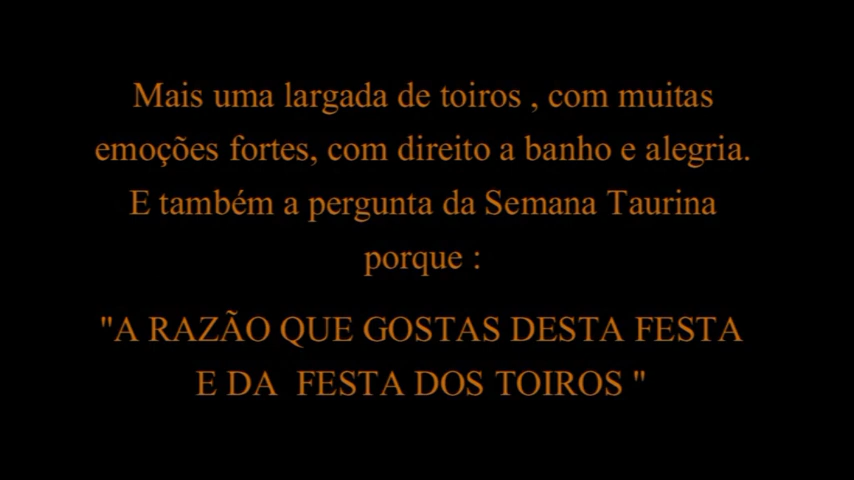 Mais uma largada de toiros , com muitas
emoções fortes, com direito a banho e alegria.
E também a pergunta da Semana Taurina
porque :
"A RAZÃO QUE GOSTAS DESTA FESTA
E DA  FESTA DOS TOIROS "